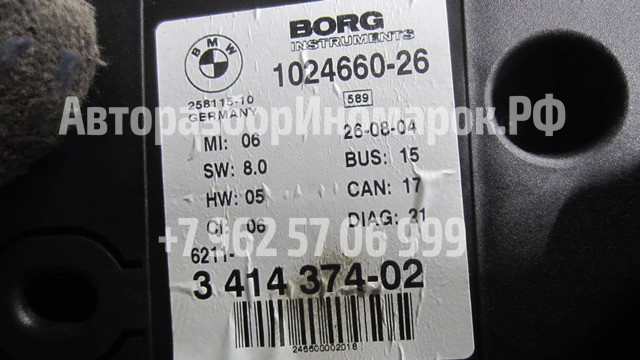 BMW
BORG
INSTRUMENTS
1024660-26
258115-10
GERMANY
589
АвторазборИномарок.РФ
MI: 06
26-08-04
SW: 8.0
BUS: 15
HW: 05
CAN: 17
CI: 06
DIAG: 21
+7 962 57 06 999
6211-
3 414 374-02
246600002018